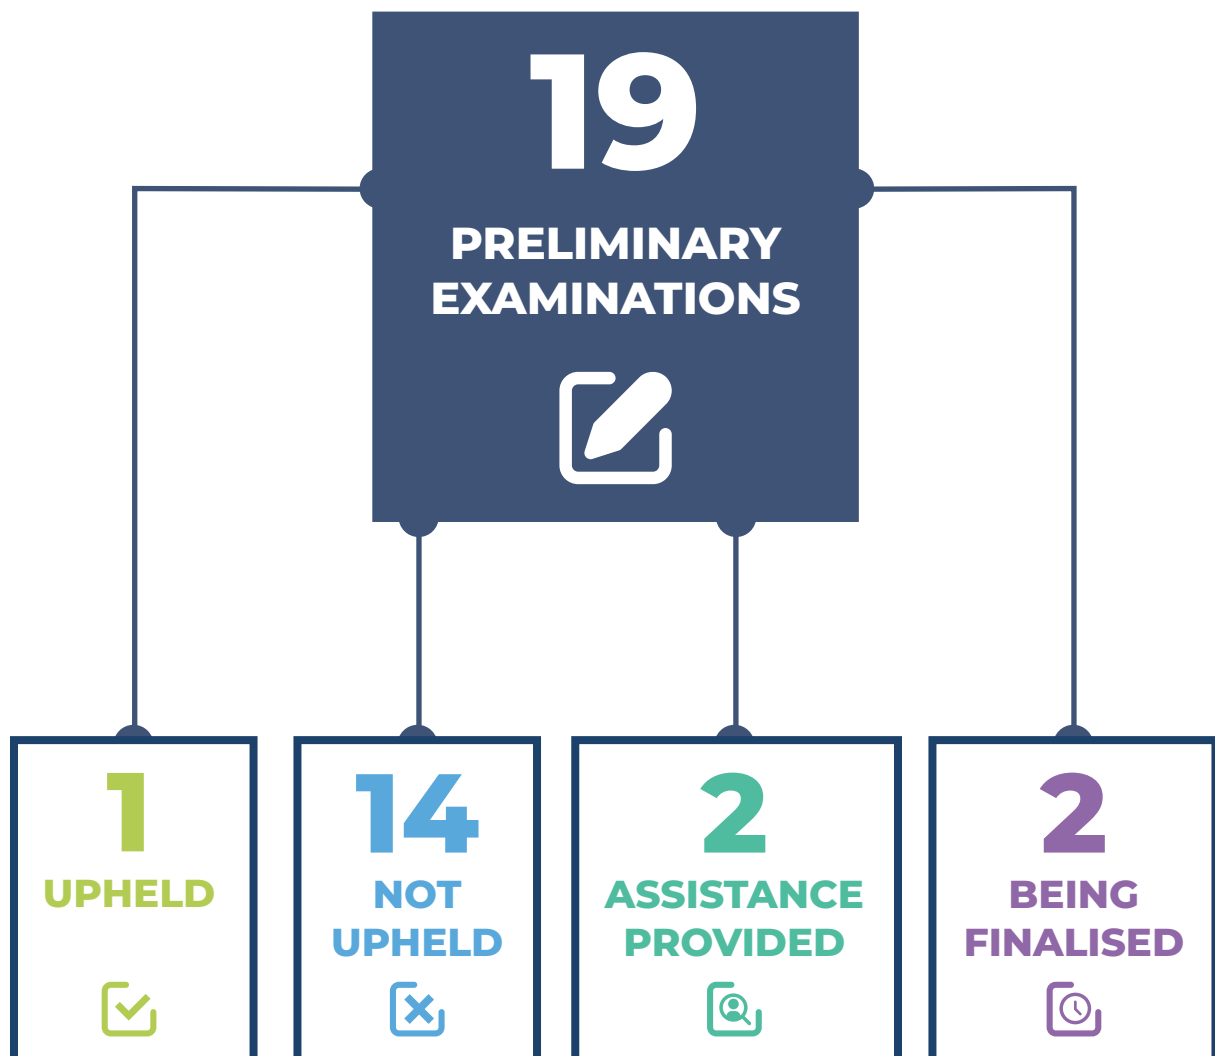 19
PRELIMINARY
EXAMINATIONS
1
UPHELD
14
NOT
UPHELD
2
ASSISTANCE
PROVIDED
2
BEING
FINALISED